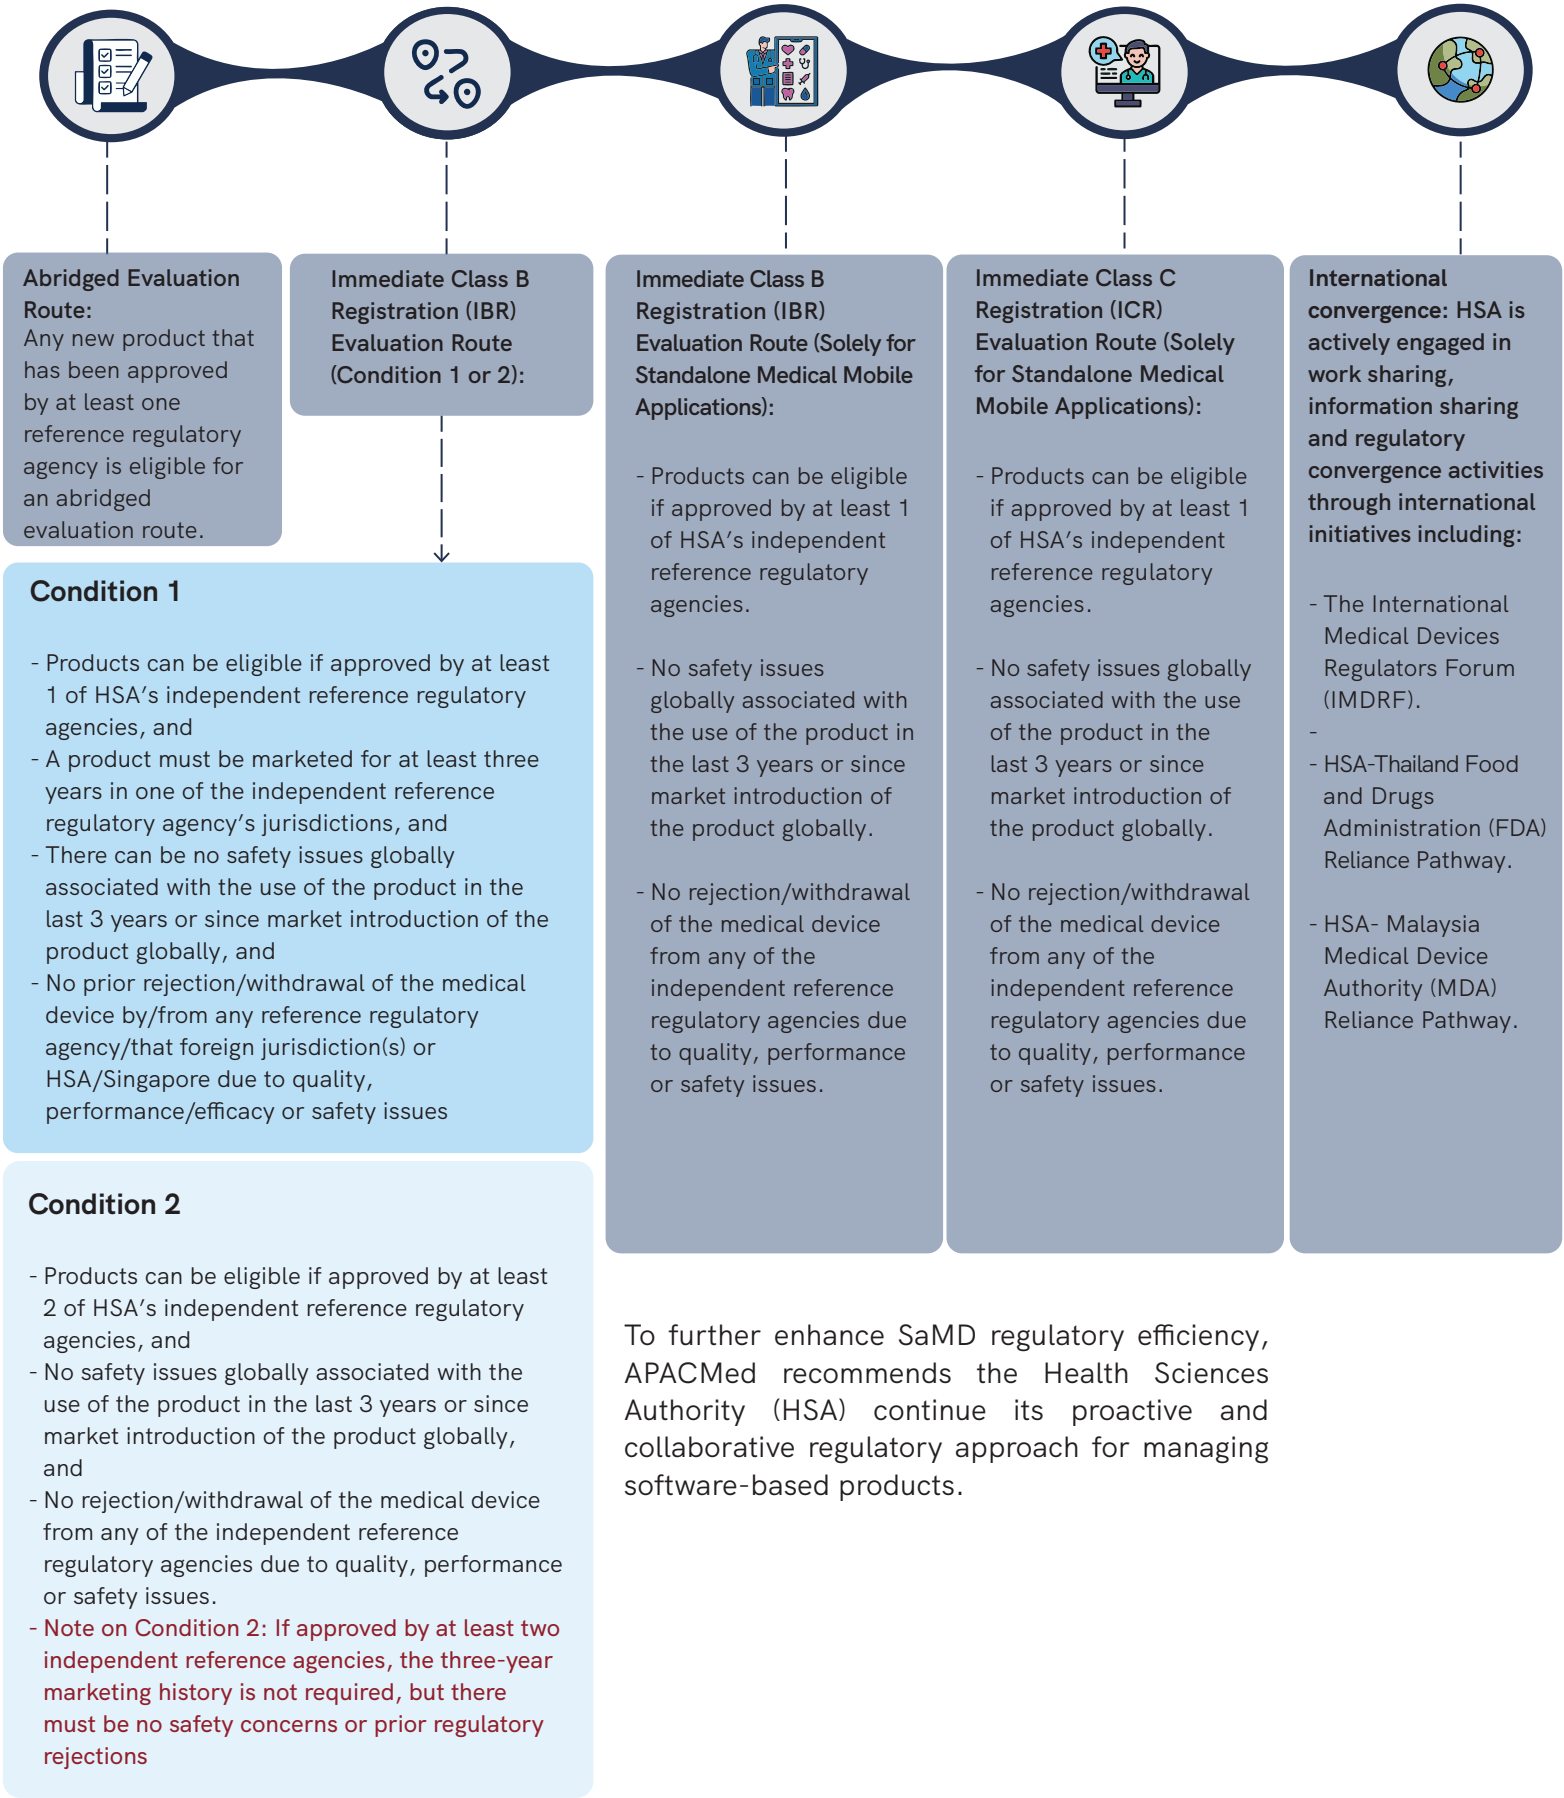 Abridged Evaluation
Route:
Any new product that
has been approved
by at least one
reference regulatory
agency is eligible for
an abridged
evaluation route.
Immediate Class B
Registration (IBR)
Evaluation Route
(Condition 1 or 2):
Condition 1
- Products can be eligible if approved by at least
1 of HSA’s independent reference regulatory
agencies, and
- A product must be marketed for at least three
years in one of the independent reference
regulatory agency’s jurisdictions, and
- There can be no safety issues globally
associated with the use of the product in the
last 3 years or since market introduction of the
product globally, and
- No prior rejection/withdrawal of the medical
device by/from any reference regulatory
agency/that foreign jurisdiction(s) or
HSA/Singapore due to quality,
performance/efficacy or safety issues
Condition 2
- Products can be eligible if approved by at least
2 of HSA’s independent reference regulatory
agencies, and
- No safety issues globally associated with the
use of the product in the last 3 years or since
market introduction of the product globally,
and
- No rejection/withdrawal of the medical device
from any of the independent reference
regulatory agencies due to quality, performance
or safety issues.
- Note on Condition 2: If approved by at least two
independent reference agencies, the three-year
marketing history is not required, but there
must be no safety concerns or prior regulatory
rejections
Immediate Class B
Registration (IBR)
Evaluation Route (Solely for
Standalone Medical Mobile
Applications):
- Products can be eligible
if approved by at least 1
of HSA’s independent
reference regulatory
agencies.
- No safety issues
globally associated with
the use of the product in
the last 3 years or since
market introduction of
the product globally.
- No rejection/withdrawal
of the medical device
from any of the
independent reference
regulatory agencies due
to quality, performance
or safety issues.
Immediate Class C
Registration (ICR)
Evaluation Route (Solely
for Standalone Medical
Mobile Applications):
- Products can be eligible
if approved by at least 1
of HSA’s independent
reference regulatory
agencies.
- No safety issues globally
associated with the use
of the product in the
last 3 years or since
market introduction of
the product globally.
- No rejection/withdrawal
of the medical device
from any of the
independent reference
regulatory agencies due
to quality, performance
or safety issues.
International
convergence: HSA is
actively engaged in
work sharing,
information sharing
and regulatory
convergence activities
through international
initiatives including:
- The International
Medical Devices
Regulators Forum
(IMDRF).
-
- HSA-Thailand Food
and Drugs
Administration (FDA)
Reliance Pathway.
- HSA- Malaysia
Medical Device
Authority (MDA)
Reliance Pathway.
To further enhance SaMD regulatory efficiency,
APACMed recommends the Health Sciences
Authority (HSA) continue its proactive and
collaborative regulatory approach for managing
software-based products.